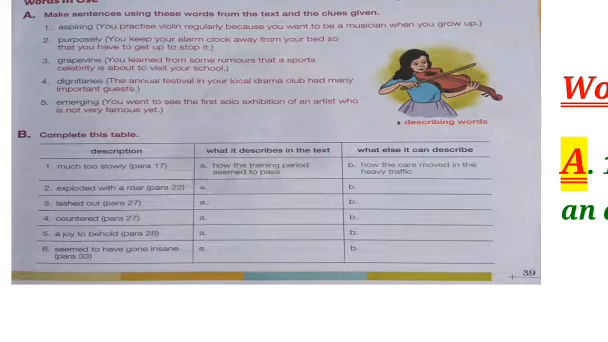 Words in Use
A. Make sentences using these words from the text and the clues given.
1. aspiring (You practise violin regularly because you want to be a musician when you grow up.)
2. purposely (You keep your alarm clock away from your bed so
that you have to get up to stop it.)
3. grapevine (You learned from some rumours that a sports
celebrity is about to visit your school.)
4. dignitaries (The annual festival in your local drama club had many
important guests.)
5. emerging (You went to see the first solo exhibition of an artist who
is not very famous yet.)
describing words
B. Complete this table.
description what it describes in the text what else it can describe
1. much too slowly (para 17) a. how the training period b. how the cars moved in the
seemed to pass heavy traffic
2. exploded with a roar (para 22) a. b.
3. lashed out (para 27) a. b.
4. countered (para 27) a. b.
5. a joy to behold (para 28) a. b.
6. seemed to have gone insane a. b.
(para 33)
39
Wo
A. 1
an